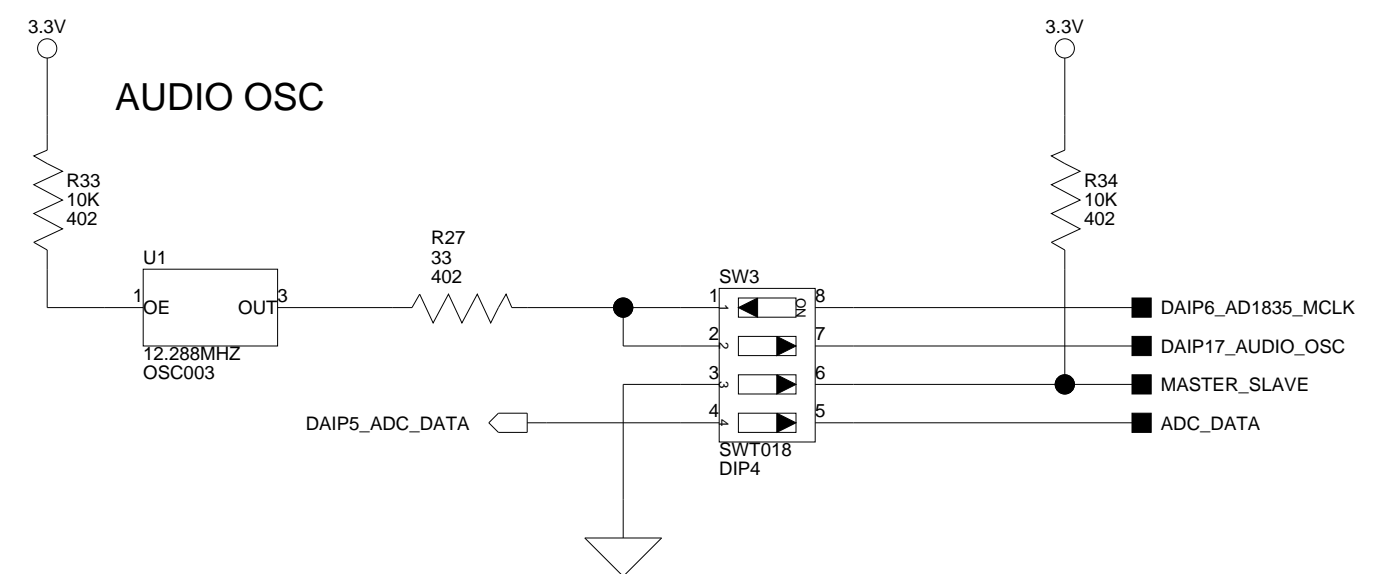 3.3V
3.3V
AUDIO OSC
R33
10K
402
R34
10K
402
R27
33
402
U1
1
OE
OUT
3
12.288MHZ
OSC003
SW3
1
1
ON
8
DAIP6_AD1835_MCLK
2
2
7
DAIP17_AUDIO_OSC
3
3
6
MASTER_SLAVE
DAIP5_ADC_DATA
4
4
5
ADC_DATA
SWT018
DIP4